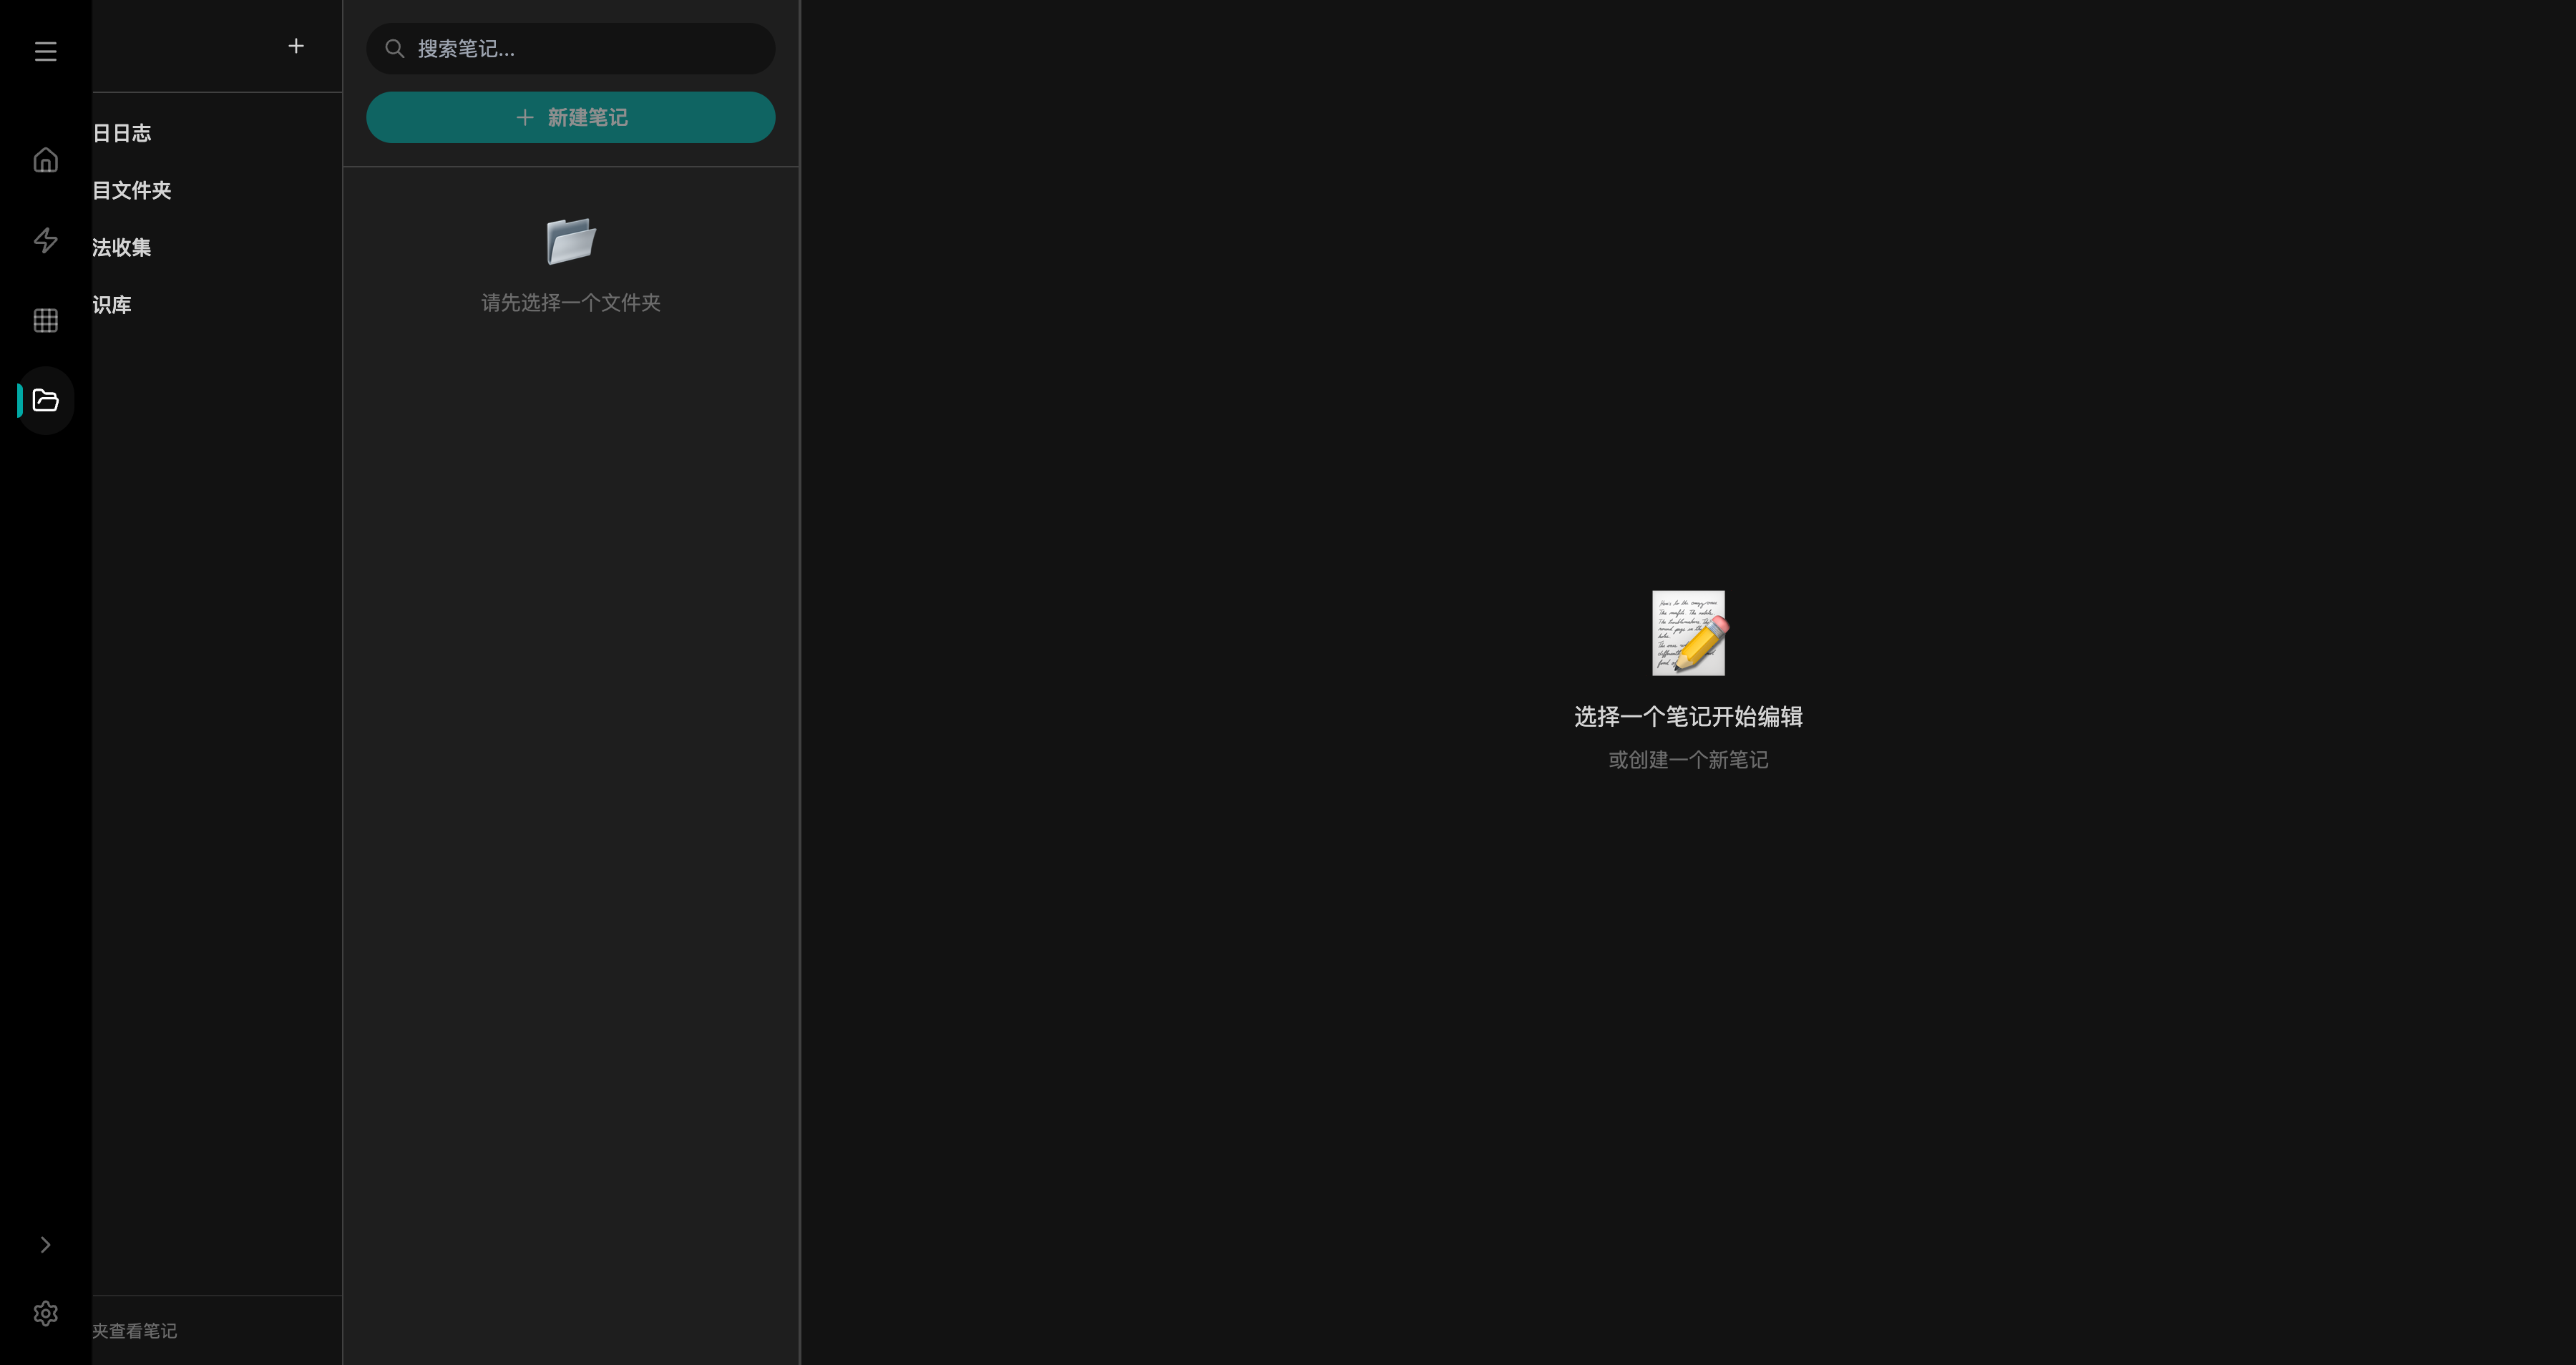 搜索笔记...
新建笔记
日日志
目文件夹
法收集
识库
请先选择一个文件夹
选择一个笔记开始编辑
或创建一个新笔记
夹查看笔记